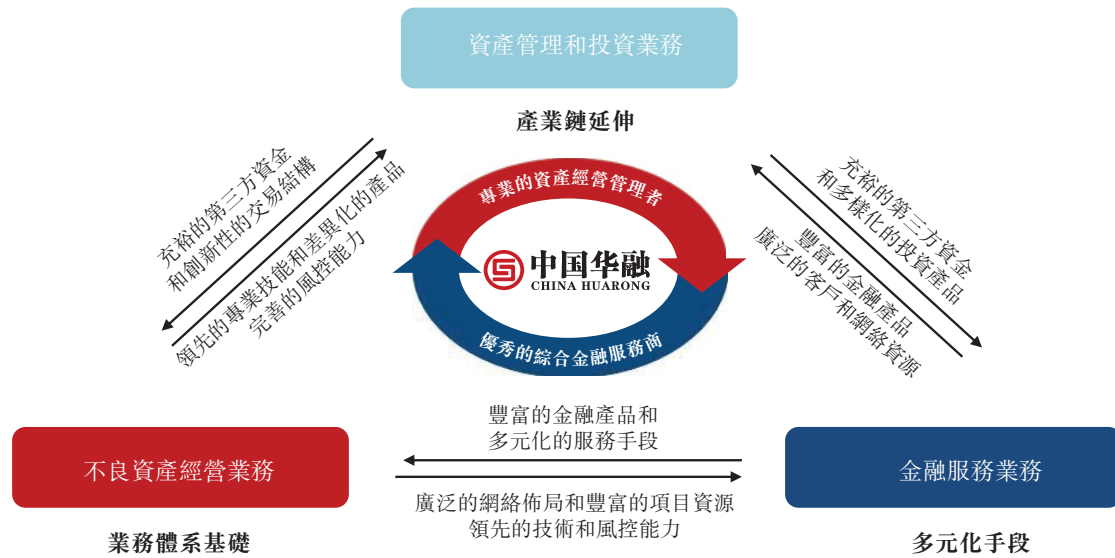 資產管理和投資業務
產業鏈延伸
充裕的第三方資金
和創新性的交易結構
領先的專業技能和差異化的產品
完善的風控能力
專業的資產經營管理者
中国华融
CHINA HUARONG
優秀的綜合金融服務商
充裕的第三方資金
和多樣化的投資產品
豐富的金融產品
廣泛的客戶和網絡資源
豐富的金融產品和
多元化的服務手段
不良資產經營業務
金融服務業務
廣泛的網絡佈局和豐富的項目資源
領先的技術和風控能力
業務體系基礎
多元化手段